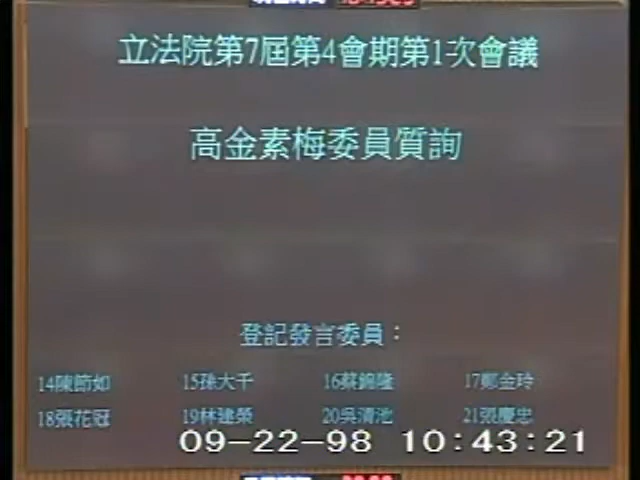 立法院第7屆第4會期第1次會議
高金素梅委員質詢
登記發言委員：
14陳節如 15孫大千 16蘇錦隆 17鄭金玲
18張花冠 19林建榮 20吳清池 21張慶忠
09-22-98 10:43:21